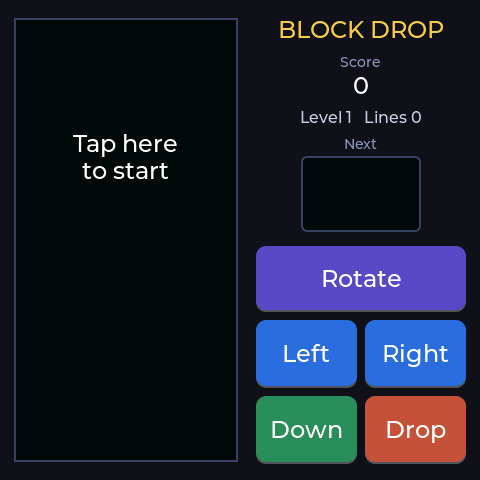 BLOCK DROP
Score
0
Level 1 Lines 0
Next
Tap here
to start
Rotate
Left Right
Down Drop